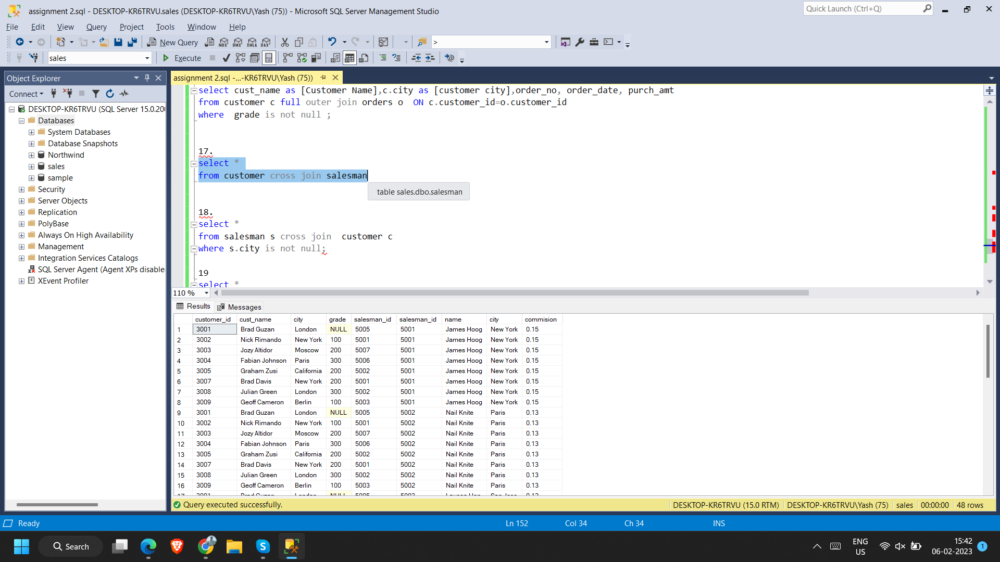 assignment 2.sql - DESKTOP-KR6TRVU.sales (DESKTOP-KR6TRVU\Yash (75)) - Microsoft SQL Server Management Studio
Quick Launch (Ctrl+Q)
File Edit View Query Project Tools Window Help
New Query MDX DMX XMLA DAX >
sales Execute
Object Explorer
Connect
DESKTOP-KR6TRVU (SQL Server 15.0.200
Databases
System Databases
Database Snapshots
Northwind
sales
sample
Security
Server Objects
Replication
PolyBase
Always On High Availability
Management
Integration Services Catalogs
SQL Server Agent (Agent XPs disable
XEvent Profiler
assignment 2.sql -...-KR6TRVU\Yash (75))
select cust_name as [Customer Name],c.city as [customer city],order_no, order_date, purch_amt
from customer c full outer join orders o  ON c.customer_id=o.customer_id
where  grade is not null ;
17.
select *
from customer cross join salesman
table sales.dbo.salesman
18.
select *
from salesman s cross join  customer c
where s.city is not null;
19
select *
110 %
Results Messages
customer_id cust_name city grade salesman_id salesman_id name city commision
1 3001 Brad Guzan London NULL 5005 5001 James Hoog New York 0.15
2 3002 Nick Rimando New York 100 5001 5001 James Hoog New York 0.15
3 3003 Jozy Altidor Moscow 200 5007 5001 James Hoog New York 0.15
4 3004 Fabian Johnson Paris 300 5006 5001 James Hoog New York 0.15
5 3005 Graham Zusi California 200 5002 5001 James Hoog New York 0.15
6 3007 Brad Davis New York 200 5001 5001 James Hoog New York 0.15
7 3008 Julian Green London 300 5002 5001 James Hoog New York 0.15
8 3009 Geoff Cameron Berlin 100 5003 5001 James Hoog New York 0.15
9 3001 Brad Guzan London NULL 5005 5002 Nail Knite Paris 0.13
10 3002 Nick Rimando New York 100 5001 5002 Nail Knite Paris 0.13
11 3003 Jozy Altidor Moscow 200 5007 5002 Nail Knite Paris 0.13
12 3004 Fabian Johnson Paris 300 5006 5002 Nail Knite Paris 0.13
13 3005 Graham Zusi California 200 5002 5002 Nail Knite Paris 0.13
14 3007 Brad Davis New York 200 5001 5002 Nail Knite Paris 0.13
15 3008 Julian Green London 300 5002 5002 Nail Knite Paris 0.13
16 3009 Geoff Cameron Berlin 100 5003 5002 Nail Knite Paris 0.13
17 3001 Brad Guzan London NULL 5005 5003
Query executed successfully.
DESKTOP-KR6TRVU (15.0 RTM) DESKTOP-KR6TRVU\Yash (75) sales 00:00:00 48 rows
Ready Ln 152 Col 34 Ch 34 INS
Search
ENG
US
15:42
06-02-2023
1